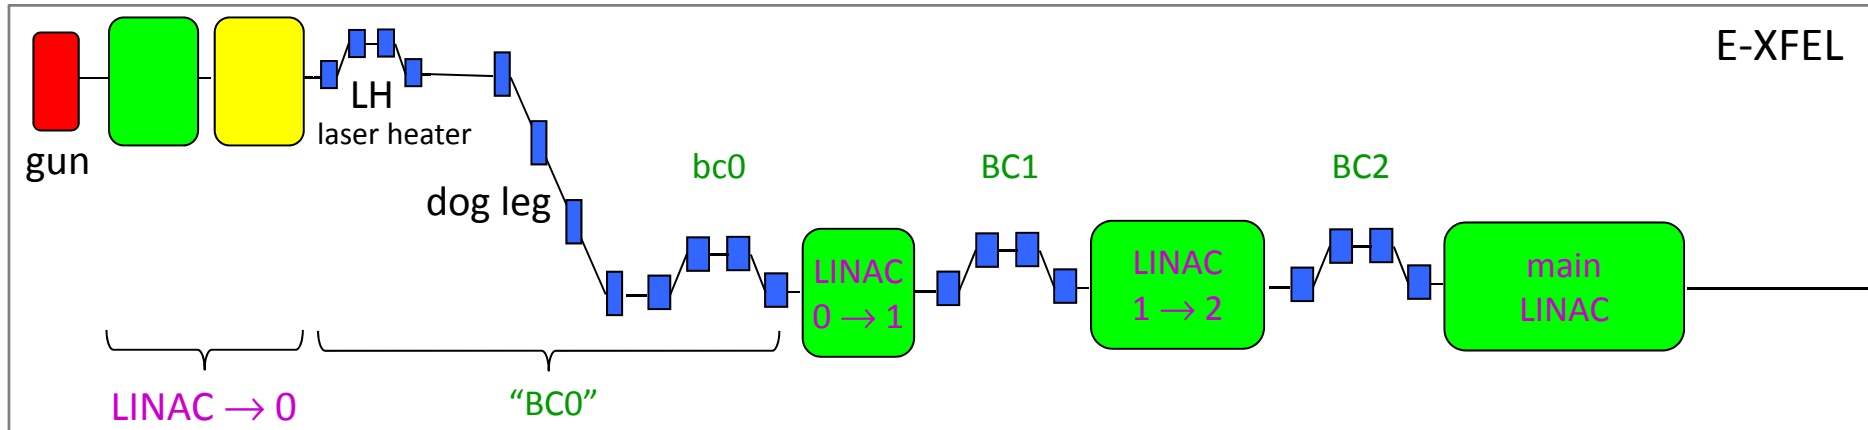 E-XFEL
gun
LH
laser heater
dog leg
bc0
BC1
BC2
LINAC
0 → 1
LINAC
1 → 2
main
LINAC
LINAC → 0
“BC0”